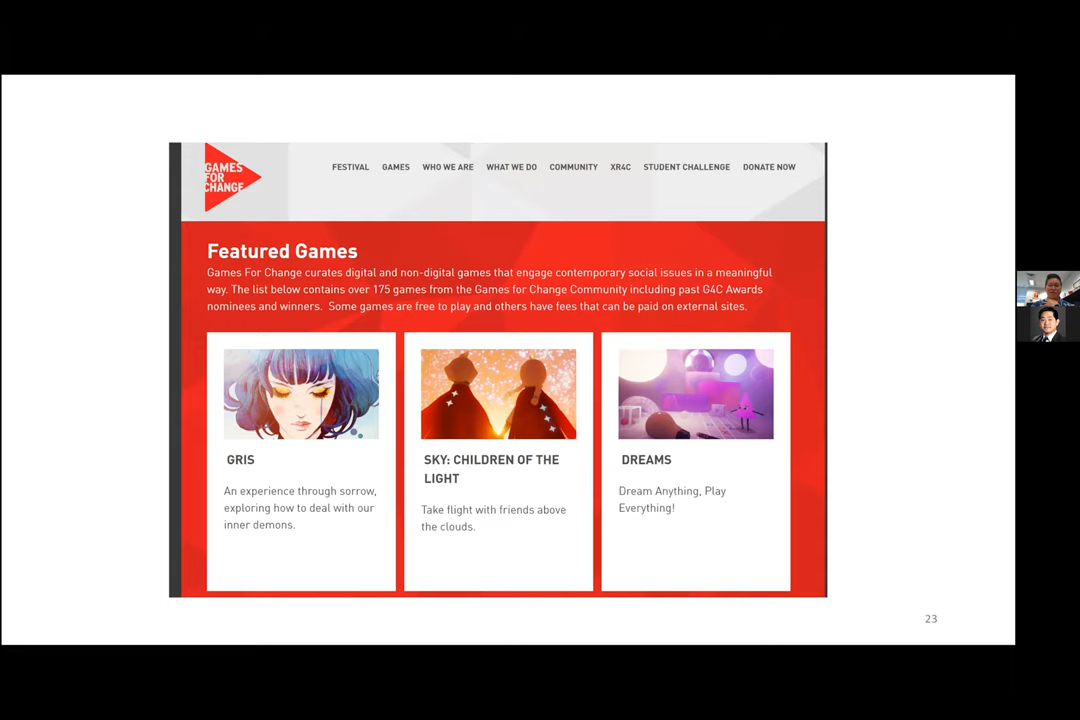 GAMES
FOR
CHANGE
FESTIVAL GAMES WHO WE ARE WHAT WE DO COMMUNITY XR4C STUDENT CHALLENGE DONATE NOW
Featured Games
Games For Change curates digital and non-digital games that engage contemporary social issues in a meaningful
way. The list below contains over 175 games from the Games for Change Community including past G4C Awards
nominees and winners. Some games are free to play and others have fees that can be paid on external sites.
GRIS
An experience through sorrow,
exploring how to deal with our
inner demons.
SKY: CHILDREN OF THE
LIGHT
Take flight with friends above
the clouds.
DREAMS
Dream Anything, Play
Everything!
23